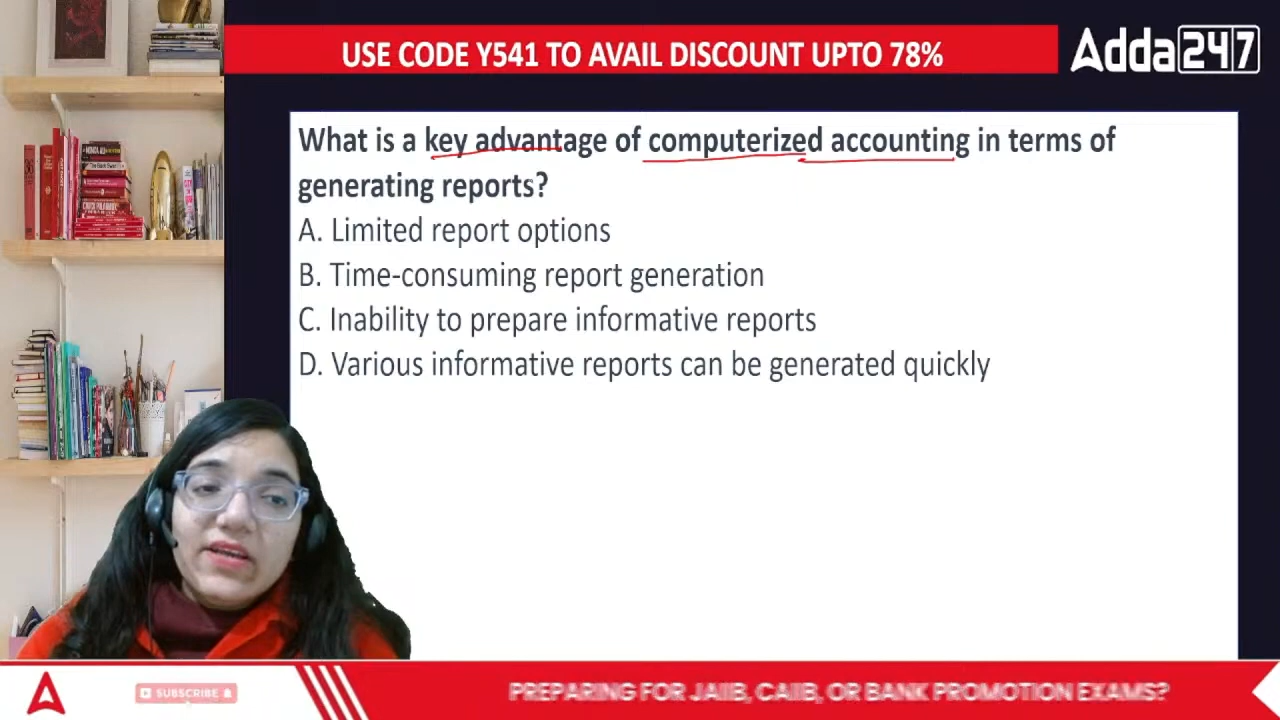 USE CODE Y541 TO AVAIL DISCOUNT UPTO 78%
Adda247
What is a key advantage of computerized accounting in terms of
generating reports?
A. Limited report options
B. Time-consuming report generation
C. Inability to prepare informative reports
D. Various informative reports can be generated quickly
SUBSCRIBE
PREPARING FOR JAIIB, CAIIB, OR BANK PROMOTION EXAMS?